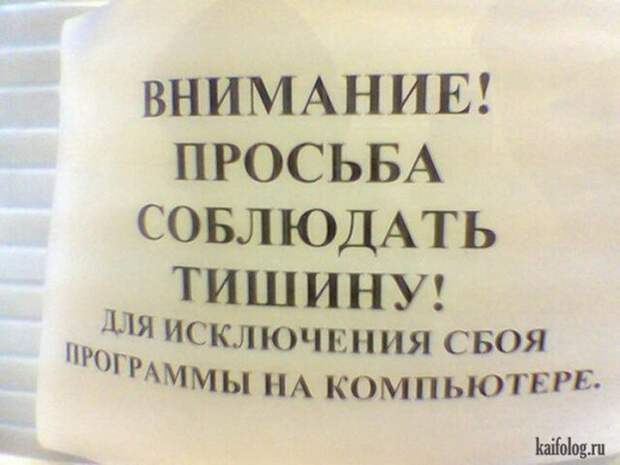 ВНИМАНИЕ!
ПРОСЬБА
СОБЛЮДАТЬ
ТИШИНУ!
ДЛЯ ИСКЛЮЧЕНИЯ СБОЯ
ПРОГРАММЫ НА КОМПЬЮТЕРЕ.
kaifolog.ru